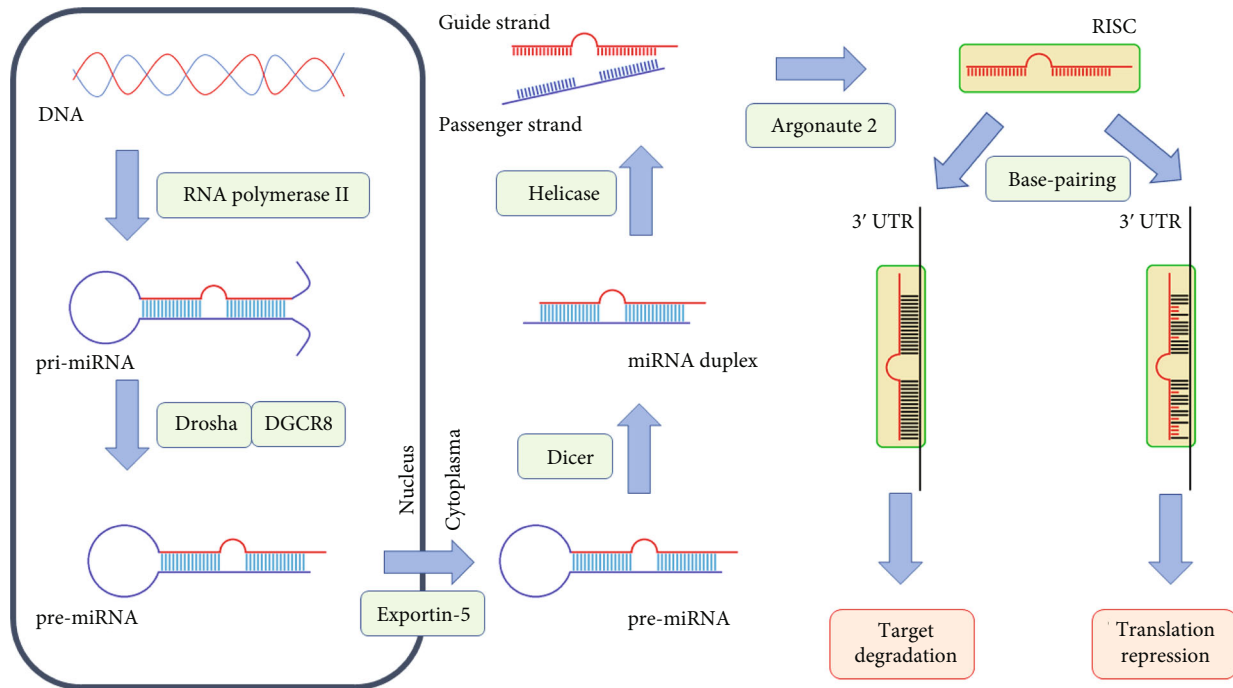 DNA
RNA polymerase II
pri-miRNA
Drosha
DGCR8
pre-miRNA
Nucleus
Cytoplasma
Exportin-5
pre-miRNA
Dicer
miRNA duplex
Helicase
Guide strand
Passenger strand
Argonaute 2
RISC
Base-pairing
3′ UTR
3′ UTR
Target
degradation
Translation
repression